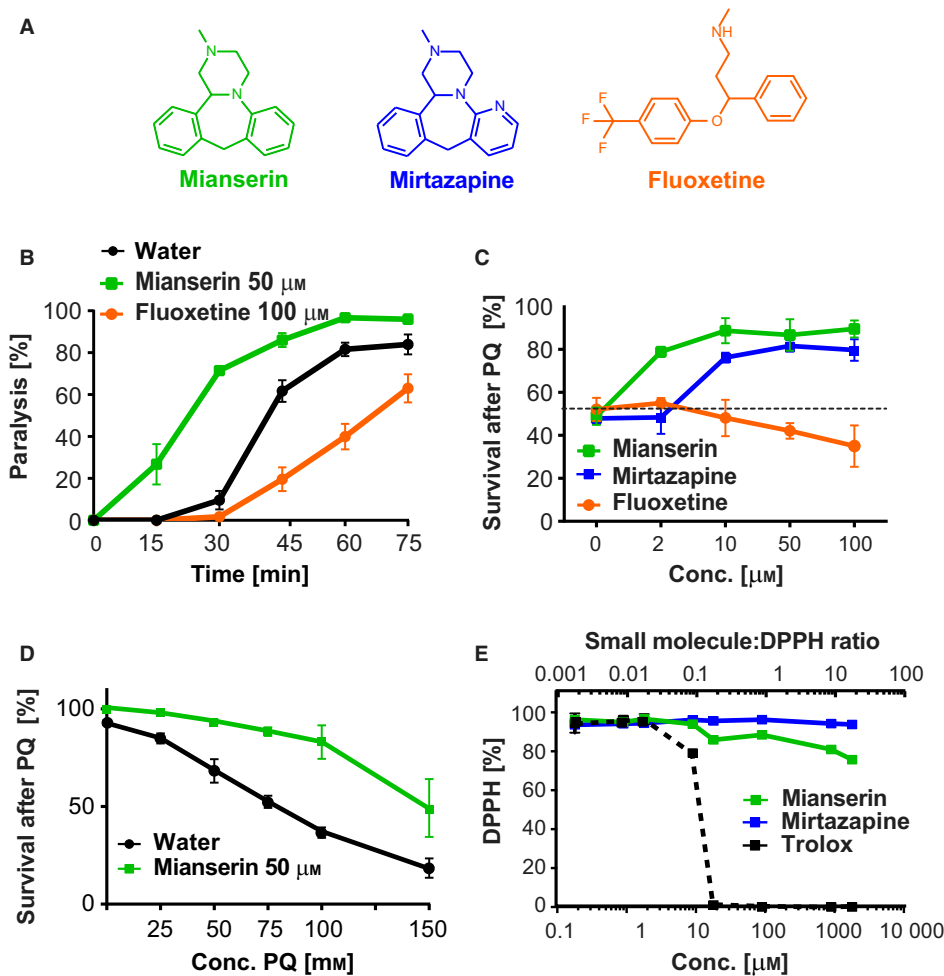 A
N
N
N
N
N
NH
F
F
F
O
Mianserin
Mirtazapine
Fluoxetine
B
Water
Mianserin 50 μM
Fluoxetine 100 μM
Paralysis [%]
100
80
60
40
20
0
0 15 30 45 60 75
Time [min]
C
Survival after PQ [%]
100
80
60
40
20
0
Mianserin
Mirtazapine
Fluoxetine
0 2 10 50 100
Conc. [μM]
D
Survival after PQ [%]
100
50
0
Water
Mianserin 50 μM
25 50 75 100 150
Conc. PQ [mM]
E
Small molecule:DPPH ratio
0.001 0.01 0.1 1 10 100
DPPH [%]
100
80
60
40
20
0
Mianserin
Mirtazapine
Trolox
0.1 1 10 100 1000 10 000
Conc. [μM]